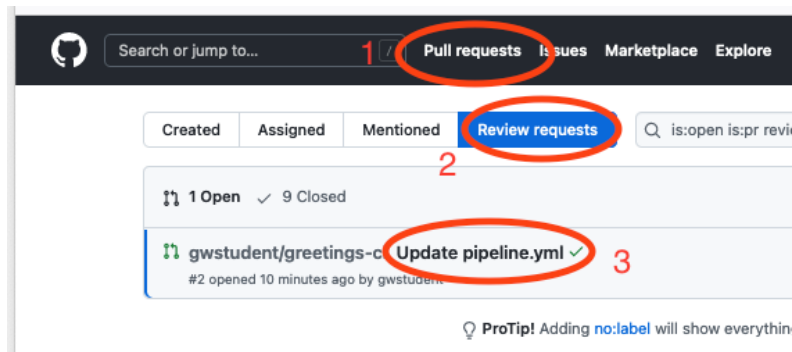 Search or jump to... / 1 Pull requests Issues Marketplace Explore
Created Assigned Mentioned Review requests is:open is:pr
2
1 Open 9 Closed
gwstudent/greetings-c Update pipeline.yml 3
#2 opened 10 minutes ago by gwstudent
ProTip! Adding no:label will show